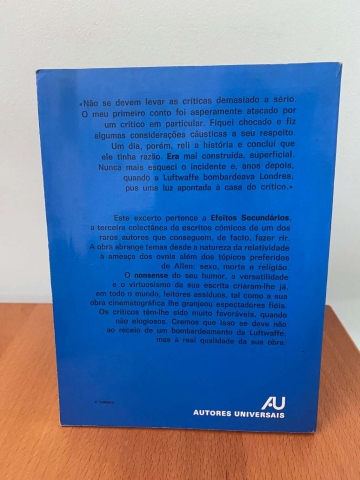 «Não se devem levar as críticas demasiado a sério.
O meu primeiro conto foi asperamente atacado por
um crítico em particular. Fiquei chocado e fiz
algumas considerações cáusticas a seu respeito.
Um dia, porém, reli a história e concluí que
ele tinha razão. Era mal construída, superficial.
Nunca mais esqueci o incidente e, anos depois,
quando a Luftwaffe bombardeava Londres,
pus uma luz apontada à casa do crítico.»
Este excerto pertence a Efeitos Secundários,
a terceira colectânea de escritos cómicos de um dos
raros autores que conseguem, de facto, fazer rir.
A obra abrange temas desde a natureza da relatividade
à ameaça dos ovnis além dos tópicos preferidos
de Allen: sexo, morte e religião.
O nonsense do seu humor, a versatilidade
e o virtuosismo da sua escrita criaram-lhe já,
em todo o mundo, leitores assíduos, tal como a sua
obra cinematográfica lhe granjeou espectadores fiéis.
Os críticos têm-lhe sido muito favoráveis, quando
não elogiosos. Cremos que isso se deve não
ao receio de um bombardeamento da Luftwaffe,
mas à real qualidade da sua obra.
AU
AUTORES UNIVERSAIS